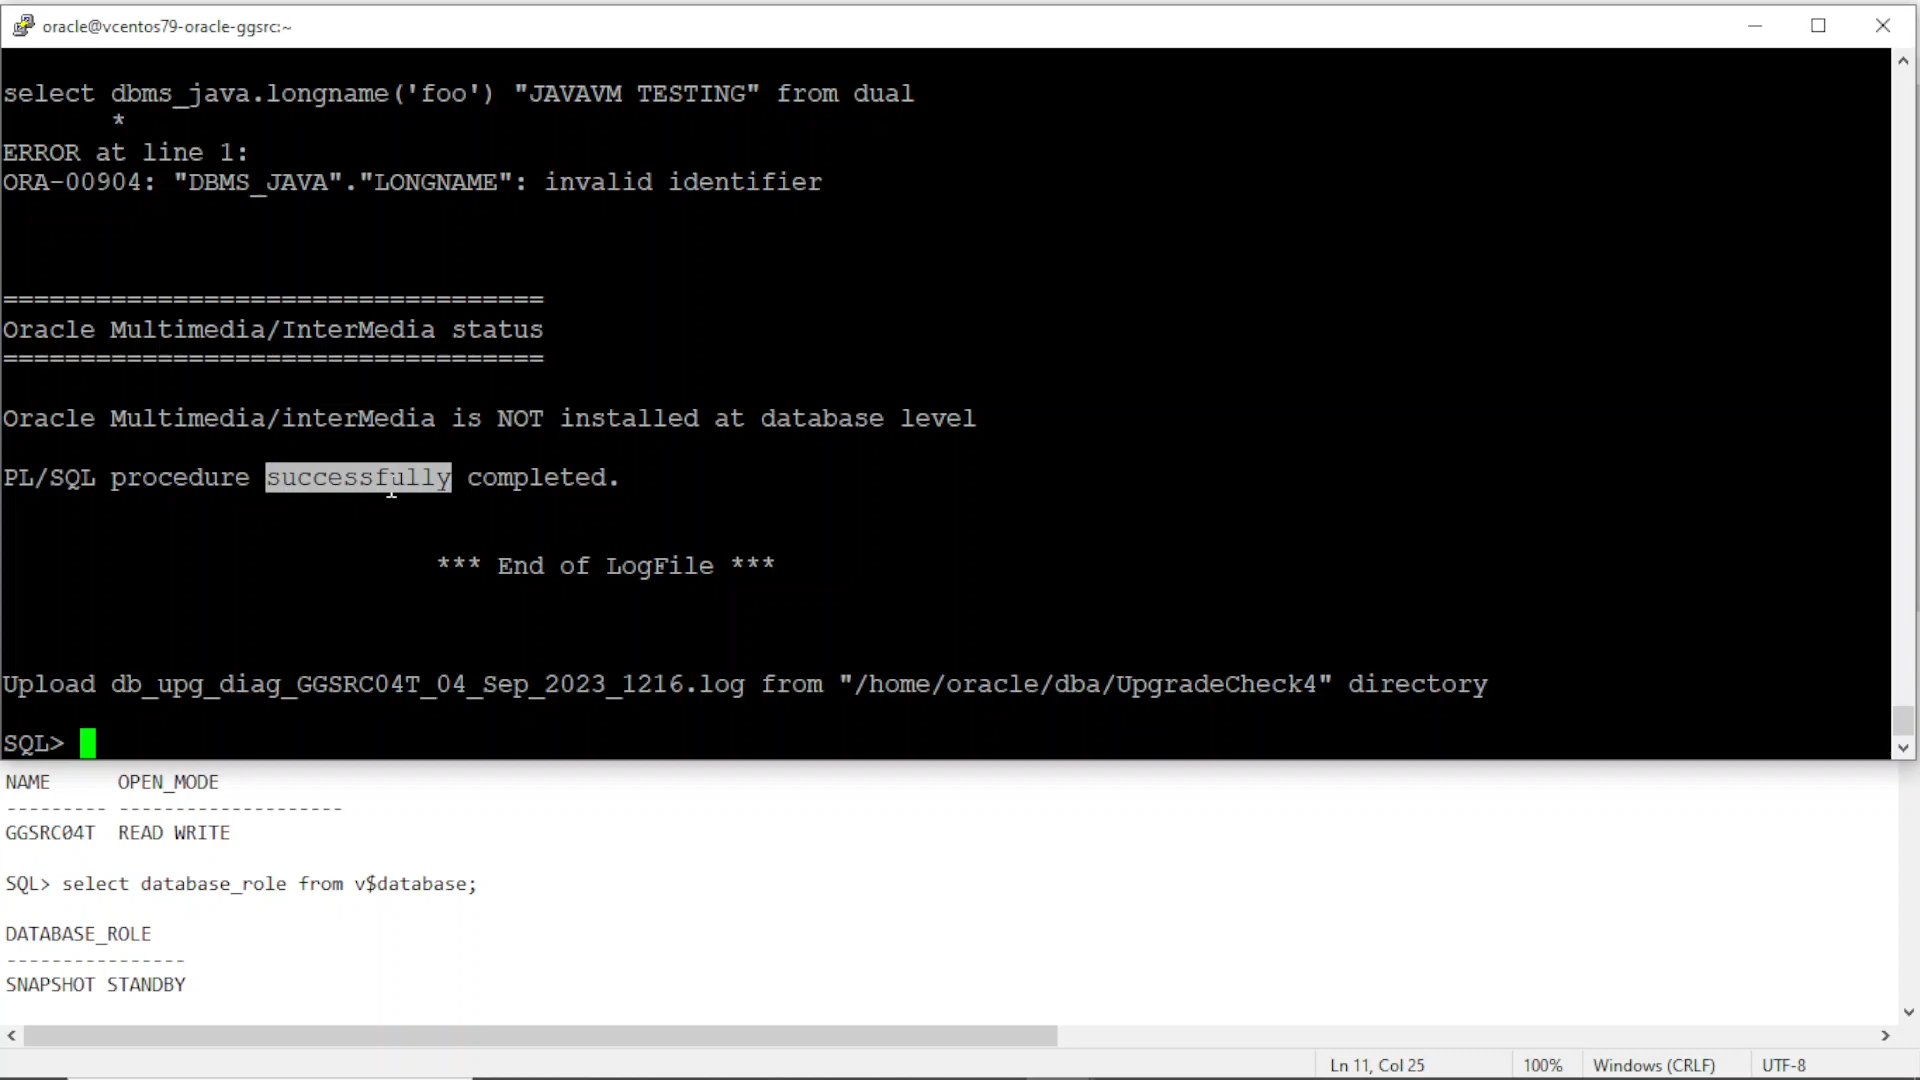 oracle@vcentos79-oracle-ggsrc:~
select dbms_java.longname('foo') "JAVAVM TESTING" from dual
*
ERROR at line 1:
ORA-00904: "DBMS_JAVA"."LONGNAME": invalid identifier
===================================
Oracle Multimedia/InterMedia status
===================================
Oracle Multimedia/interMedia is NOT installed at database level
PL/SQL procedure successfully completed.
*** End of LogFile ***
Upload db_upg_diag_GGSRC04T_04_Sep_2023_1216.log from "/home/oracle/dba/UpgradeCheck4" directory
SQL>
NAME      OPEN_MODE
--------- --------------------
GGSRC04T  READ WRITE
SQL> select database_role from v$database;
DATABASE_ROLE
----------------
SNAPSHOT STANDBY
Ln 11, Col 25 100% Windows (CRLF) UTF-8